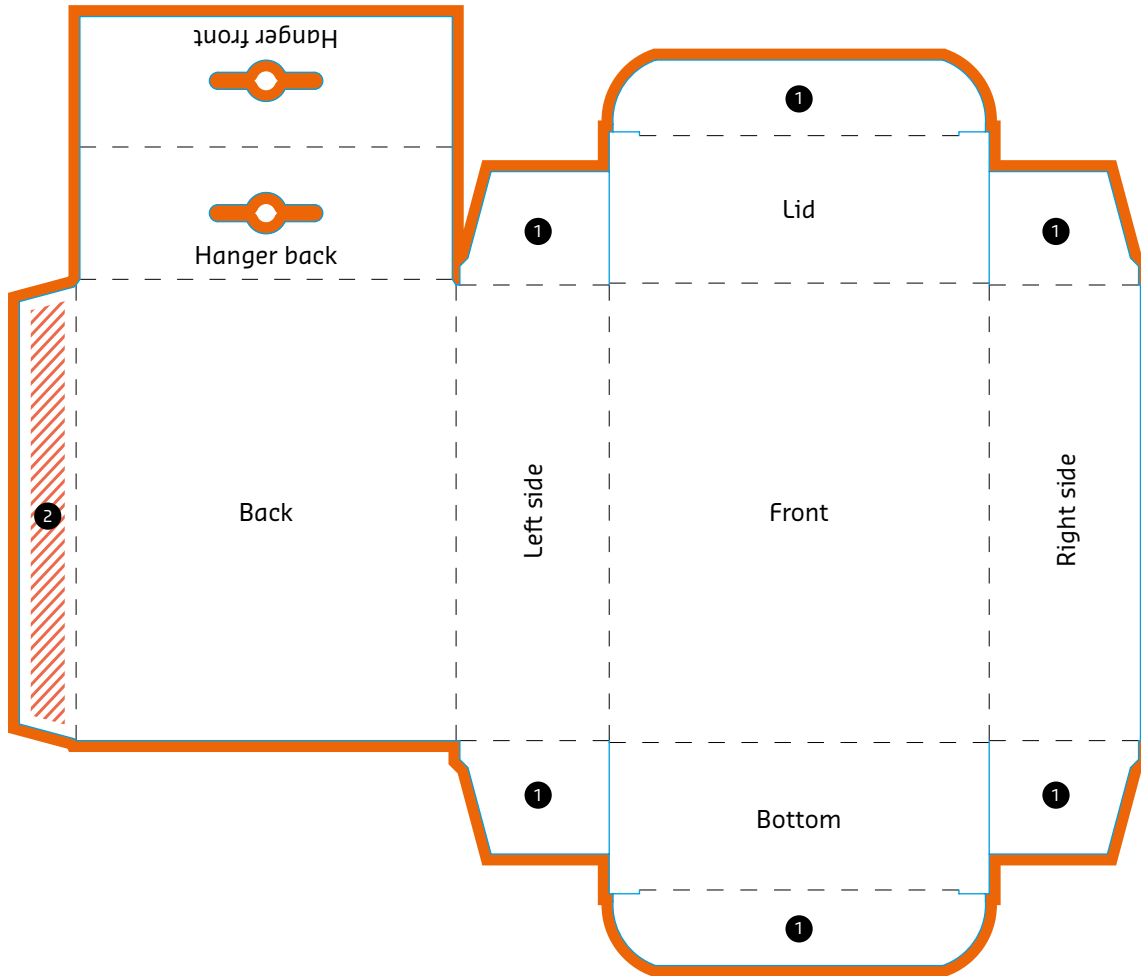 Hanger front
1
Lid
1
1
Hanger back
2
Back
Left side
Front
Right side
1
Bottom
1
1